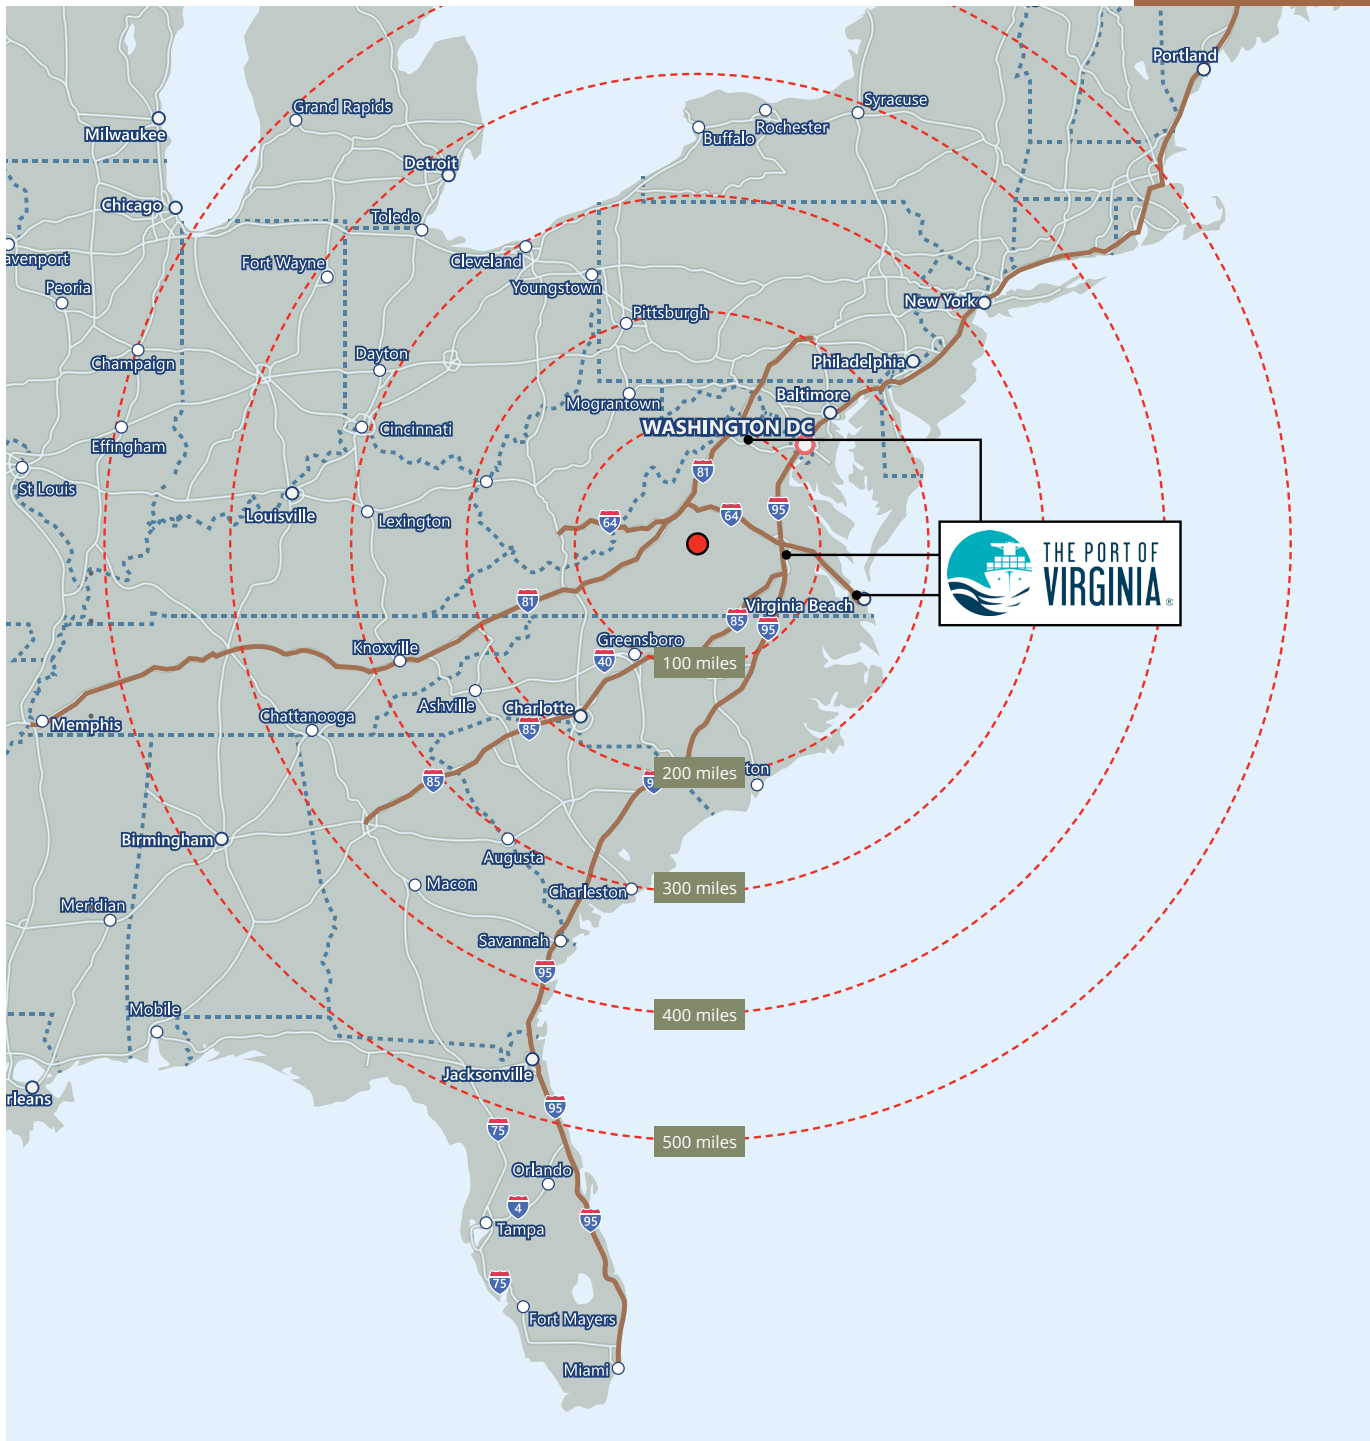 Portland
Syracuse
Grand Rapids
Rochester
Milwaukee
Buffalo
Detroit
Chicago
Toledo
avenport
Cleveland
Fort Wayne
Peoria
Youngstown
New York
Pittsburgh
Dayton
Champaign
Philadelphia
Baltimore
Mograntown
WASHINGTON DC
Cincinnati
Effingham
81
St Louis
95
Louisville
Lexington
64
64
THE PORT OF
VIRGINIA®
81
Virginia Beach
85
95
Greensboro
Knoxville
40
100 miles
Ashville
Charlotte
Chattanooga
Memphis
85
200 miles
ton
85
9
Birmingham
Augusta
Macon
300 miles
Charleston
Meridian
Savannah
95
Mobile
400 miles
Jacksonville
rleans
95
75
500 miles
Orlando
4
95
Tampa
75
Fort Mayers
Miami